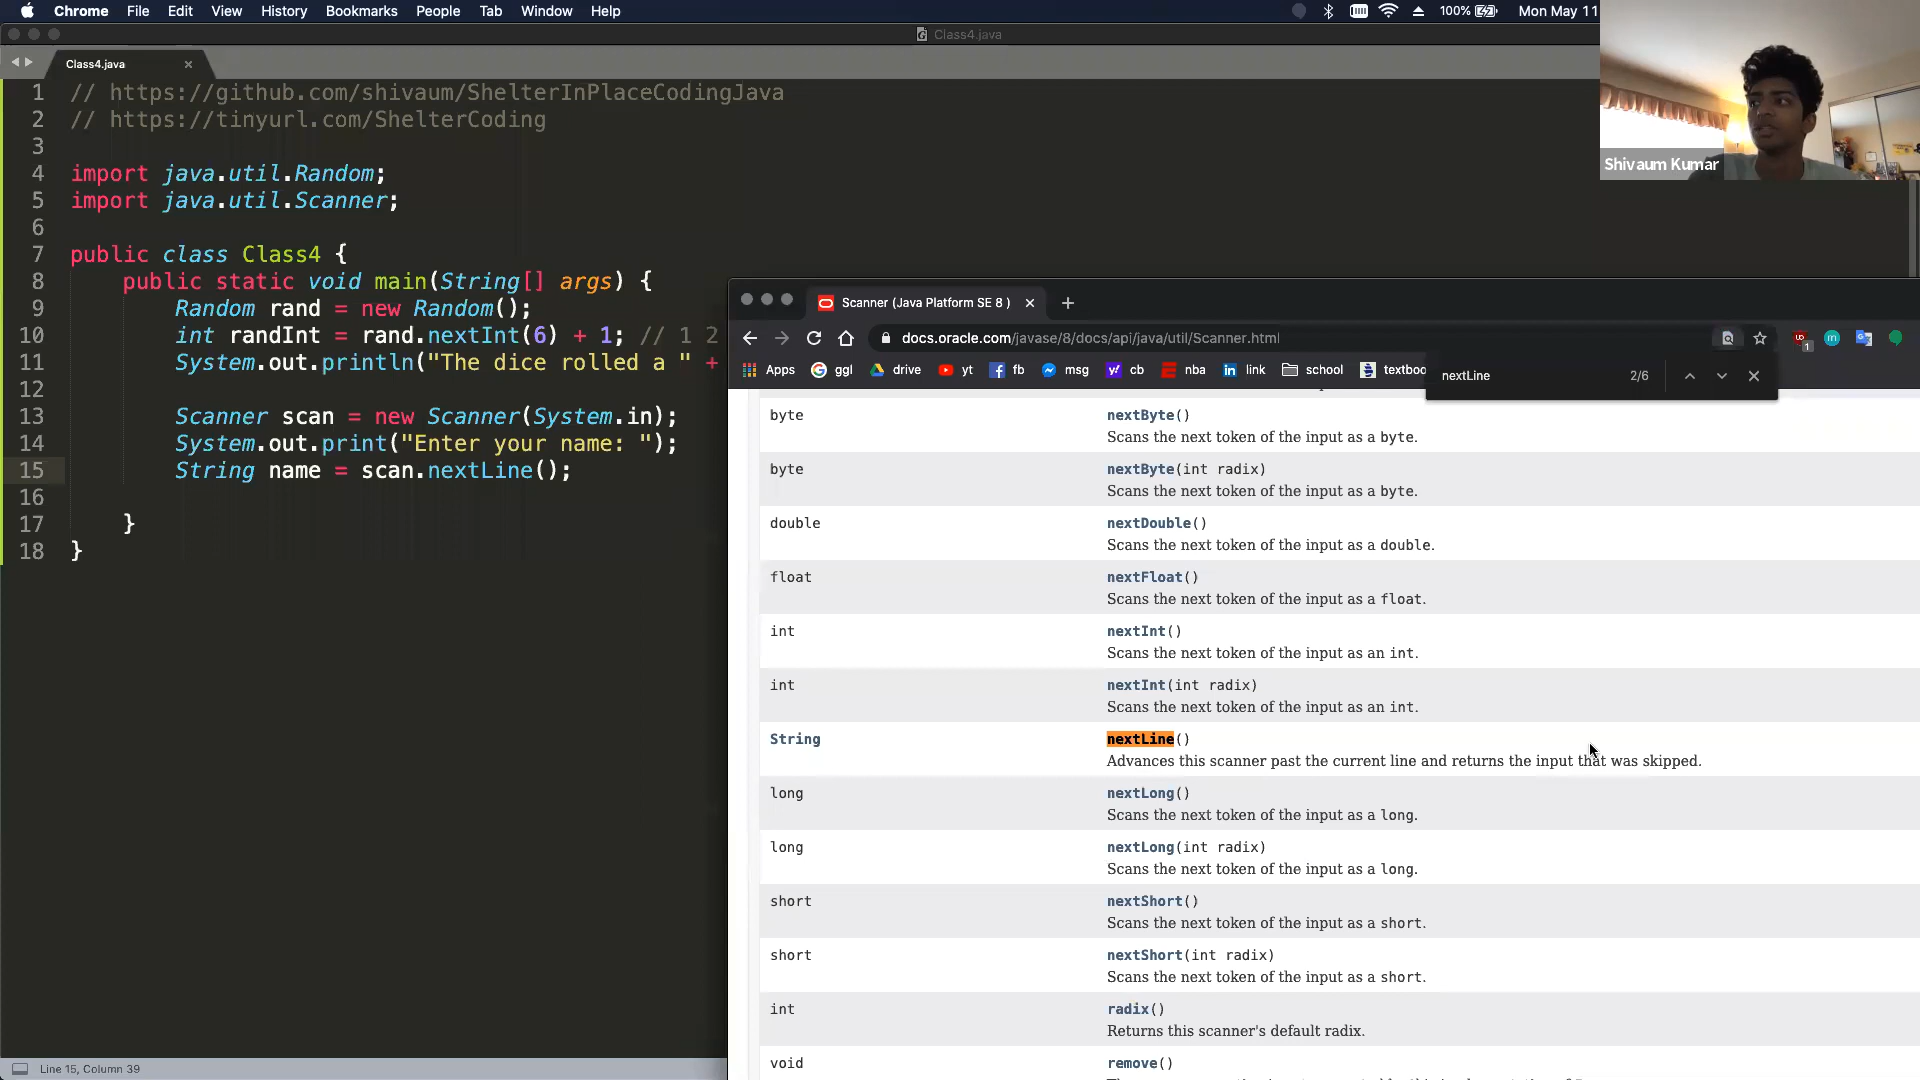 Chrome File Edit View History Bookmarks People Tab Window Help
100% Mon May 11
Class4.java
Class4.java
1 // https://github.com/shivaum/ShelterInPlaceCodingJava
2 // https://tinyurl.com/ShelterCoding
3
4 import java.util.Random;
5 import java.util.Scanner;
6
7 public class Class4 {
8 public static void main(String[] args) {
9 Random rand = new Random();
10 int randInt = rand.nextInt(6) + 1; // 1 2
11 System.out.println("The dice rolled a " +
12
13 Scanner scan = new Scanner(System.in);
14 System.out.print("Enter your name: ");
15 String name = scan.nextLine();
16
17 }
18 }
Line 15, Column 39
Shivaum Kumar
Scanner (Java Platform SE 8 )
docs.oracle.com/javase/8/docs/api/java/util/Scanner.html
Apps ggl drive yt fb msg cb nba link school textboo
nextLine 2/6
byte nextByte()
Scans the next token of the input as a byte.
byte nextByte(int radix)
Scans the next token of the input as a byte.
double nextDouble()
Scans the next token of the input as a double.
float nextFloat()
Scans the next token of the input as a float.
int nextInt()
Scans the next token of the input as an int.
int nextInt(int radix)
Scans the next token of the input as an int.
String nextLine()
Advances this scanner past the current line and returns the input that was skipped.
long nextLong()
Scans the next token of the input as a long.
long nextLong(int radix)
Scans the next token of the input as a long.
short nextShort()
Scans the next token of the input as a short.
short nextShort(int radix)
Scans the next token of the input as a short.
int radix()
Returns this scanner's default radix.
void remove()